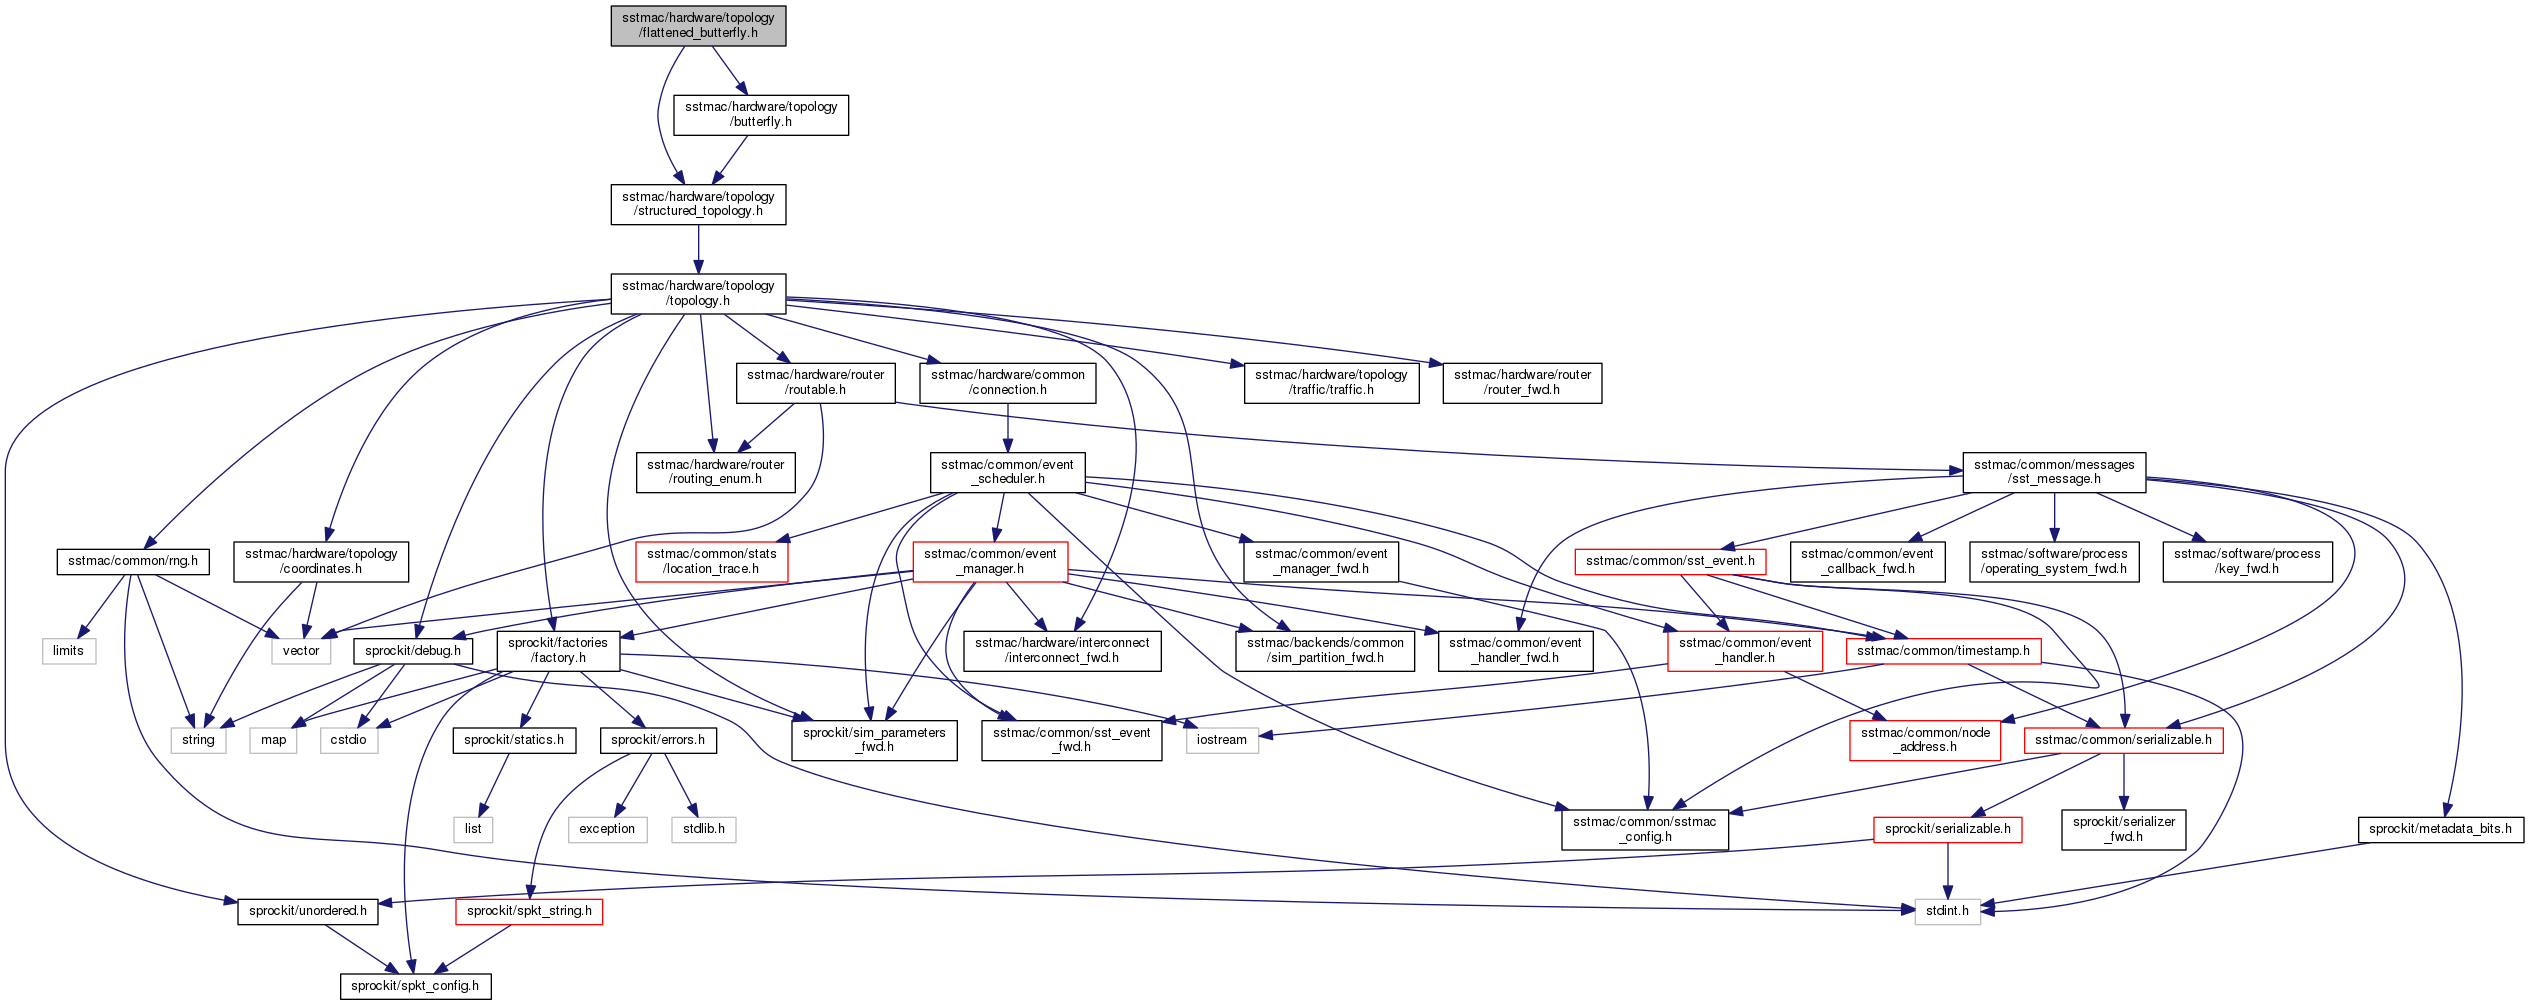 sstmac/hardware/topology
/flattened_butterfly.h
sstmac/hardware/topology
/butterfly.h
sstmac/hardware/topology
/structured_topology.h
sstmac/hardware/topology
/topology.h
sstmac/hardware/router
/routable.h
sstmac/hardware/common
/connection.h
sstmac/hardware/topology
/traffic/traffic.h
sstmac/hardware/router
/router_fwd.h
sstmac/hardware/router
/routing_enum.h
sstmac/common/event
_scheduler.h
sstmac/common/messages
/sst_message.h
sstmac/common/rng.h
sstmac/hardware/topology
/coordinates.h
sstmac/common/stats
/location_trace.h
sstmac/common/event
_manager.h
sstmac/common/event
_manager_fwd.h
sstmac/common/sst_event.h
sstmac/common/event
_callback_fwd.h
sstmac/software/process
/operating_system_fwd.h
sstmac/software/process
/key_fwd.h
limits
vector
sprockit/debug.h
sprockit/factories
/factory.h
sstmac/hardware/interconnect
/interconnect_fwd.h
sstmac/backends/common
/sim_partition_fwd.h
sstmac/common/event
_handler_fwd.h
sstmac/common/event
_handler.h
sstmac/common/timestamp.h
string
map
cstdio
sprockit/statics.h
sprockit/errors.h
sprockit/sim_parameters
_fwd.h
sstmac/common/sst_event
_fwd.h
iostream
sstmac/common/node
_address.h
sstmac/common/serializable.h
list
exception
stdlib.h
sstmac/common/sstmac
_config.h
sprockit/serializable.h
sprockit/serializer
_fwd.h
sprockit/metadata_bits.h
sprockit/unordered.h
sprockit/spkt_string.h
stdint.h
sprockit/spkt_config.h